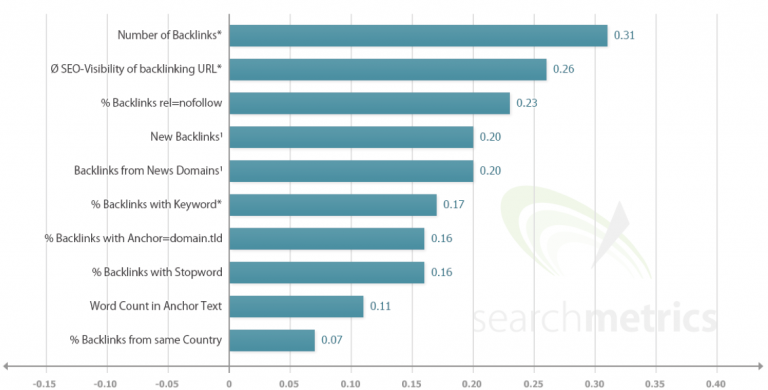 Number of Backlinks* 0.31
Ø SEO-Visibility of backlinking URL* 0.26
% Backlinks rel=nofollow 0.23
New Backlinks¹ 0.20
Backlinks from News Domains¹ 0.20
% Backlinks with Keyword* 0.17
% Backlinks with Anchor=domain.tld 0.16
% Backlinks with Stopword 0.16
Word Count in Anchor Text 0.11
searchmetrics
% Backlinks from same Country 0.07
-0.15 -0.10 -0.05 0 0.05 0.10 0.15 0.20 0.25 0.30 0.35 0.40